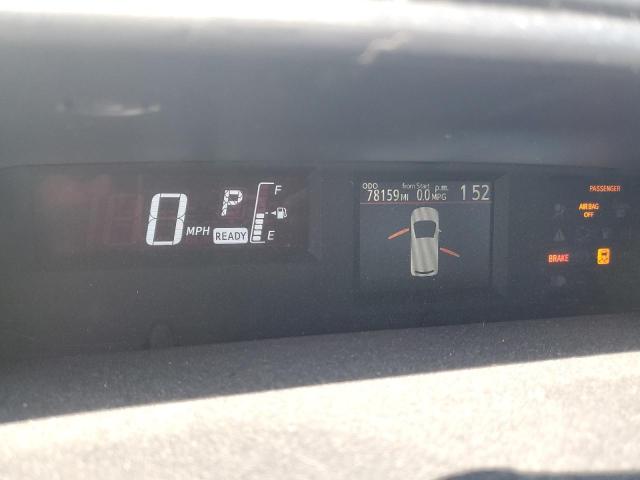 0 MPH
P
READY
F
E
ODO from Start p.m.
78159 MI 0.0 MPG 1 52
PASSENGER
AIR BAG
OFF
BRAKE